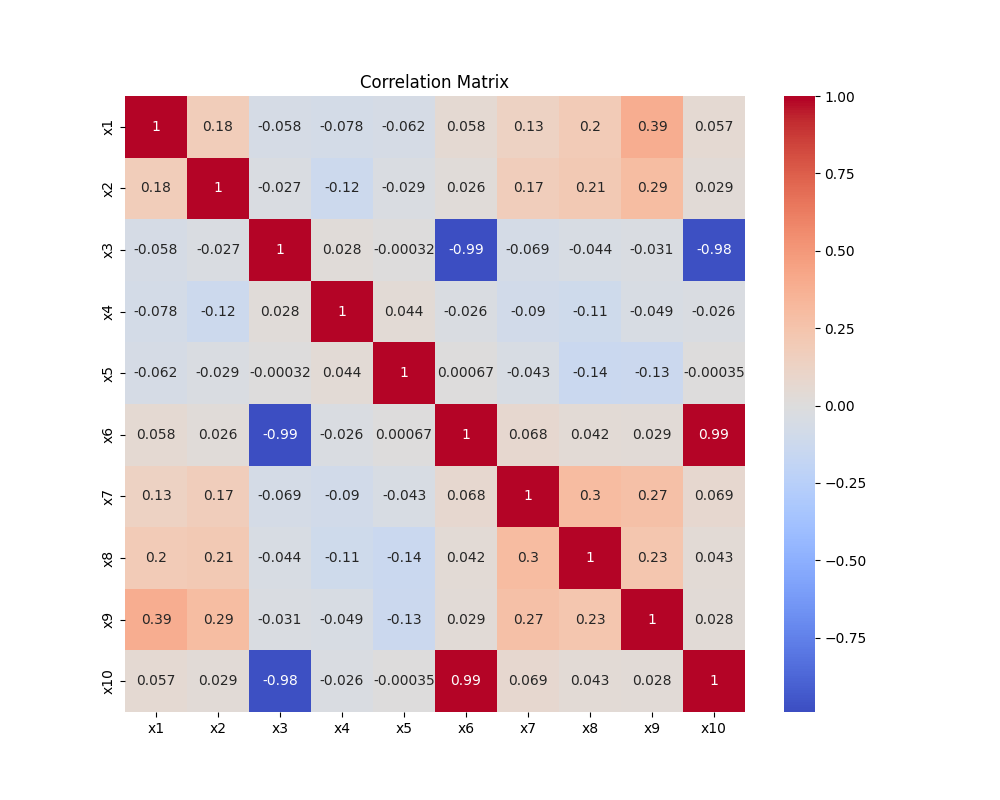 Correlation Matrix
x1 1 0.18 -0.058 -0.078 -0.062 0.058 0.13 0.2 0.39 0.057
x2 0.18 1 -0.027 -0.12 -0.029 0.026 0.17 0.21 0.29 0.029
x3 -0.058 -0.027 1 0.028 -0.00032 -0.99 -0.069 -0.044 -0.031 -0.98
x4 -0.078 -0.12 0.028 1 0.044 -0.026 -0.09 -0.11 -0.049 -0.026
x5 -0.062 -0.029 -0.00032 0.044 1 0.00067 -0.043 -0.14 -0.13 -0.00035
x6 0.058 0.026 -0.99 -0.026 0.00067 1 0.068 0.042 0.029 0.99
x7 0.13 0.17 -0.069 -0.09 -0.043 0.068 1 0.3 0.27 0.069
x8 0.2 0.21 -0.044 -0.11 -0.14 0.042 0.3 1 0.23 0.043
x9 0.39 0.29 -0.031 -0.049 -0.13 0.029 0.27 0.23 1 0.028
x10 0.057 0.029 -0.98 -0.026 -0.00035 0.99 0.069 0.043 0.028 1
x1 x2 x3 x4 x5 x6 x7 x8 x9 x10
1.00
0.75
0.50
0.25
0.00
−0.25
−0.50
−0.75